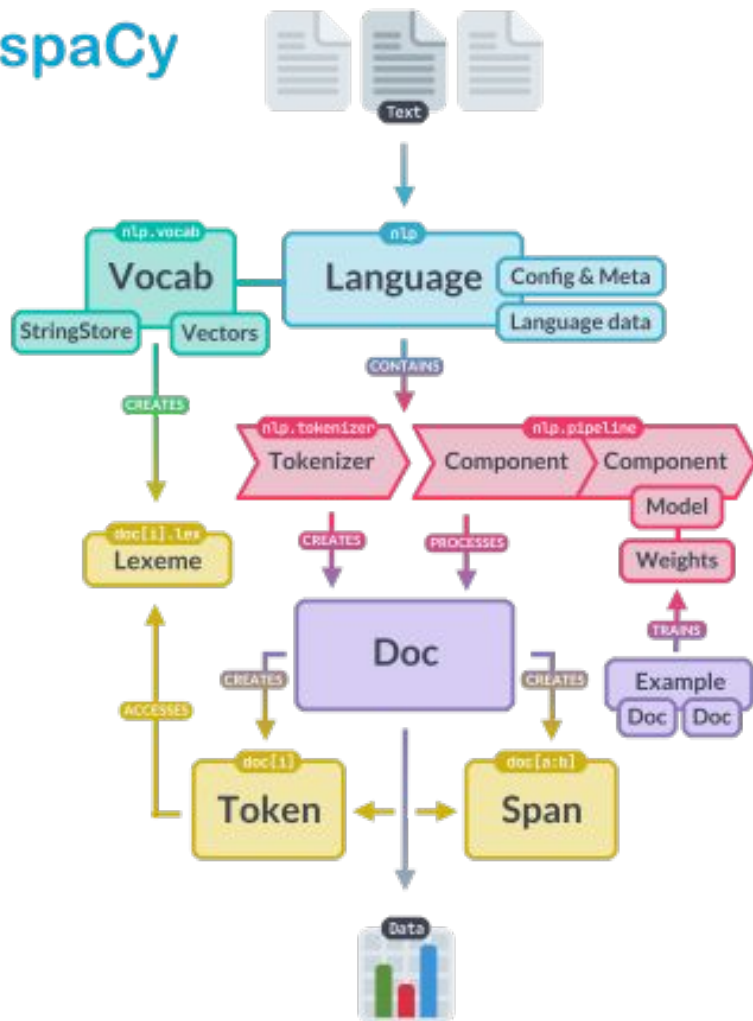 spaCy
Text
nlp.vocab
Vocab
StringStore
Vectors
nlp
Language
Config & Meta
Language data
CREATES
CONTAINS
nlp.tokenizer
Tokenizer
nlp.pipeline
Component
Component
Model
Weights
doc[i].lex
Lexeme
CREATES
PROCESSES
TRAINS
Doc
Example
Doc
Doc
CREATES
CREATES
ACCESSES
doc[i]
Token
doc[a:b]
Span
Data